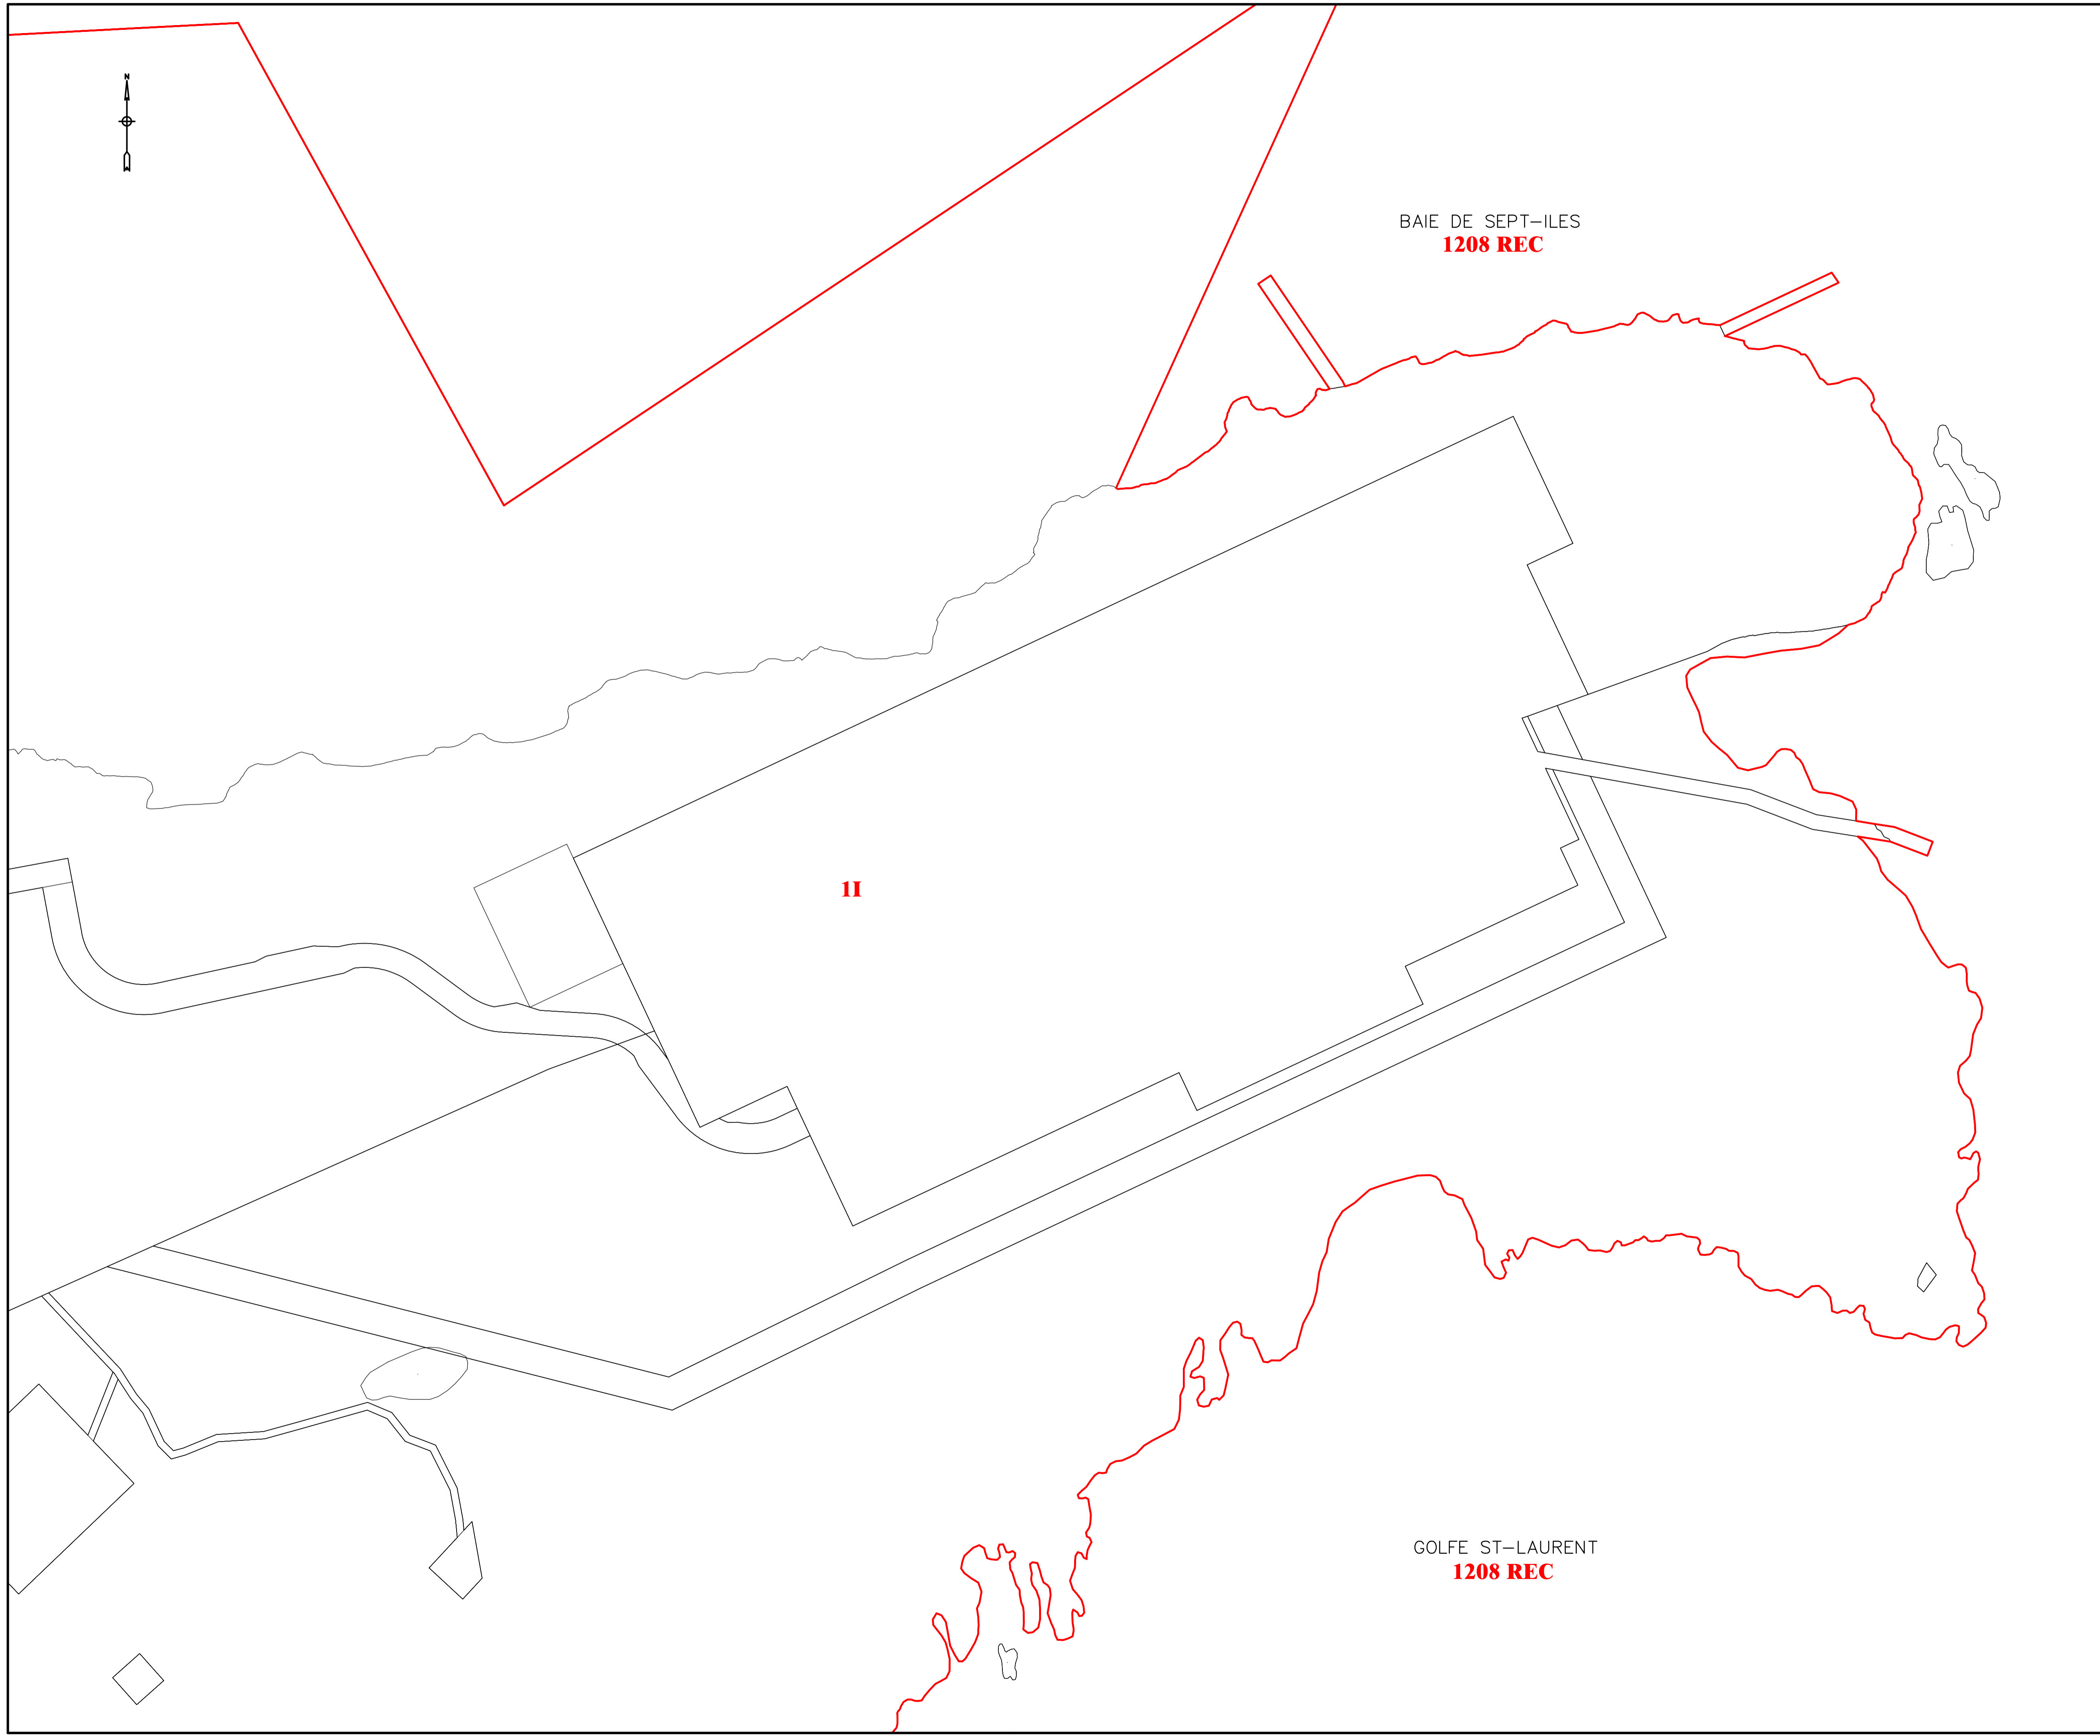 N
BAIE DE SEPT-ILES
1208 REC
1I
GOLFE ST-LAURENT
1208 REC